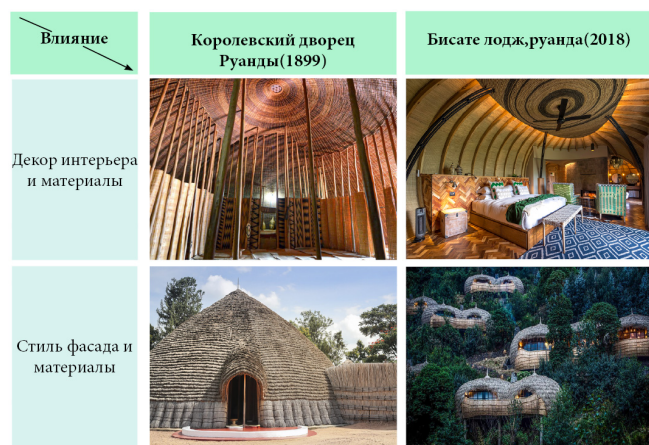 Влияние
Королевский дворец
Руанды(1899)
Бисате лодж,руанда(2018)
Декор интерьера
и материалы
Стиль фасада и
материалы